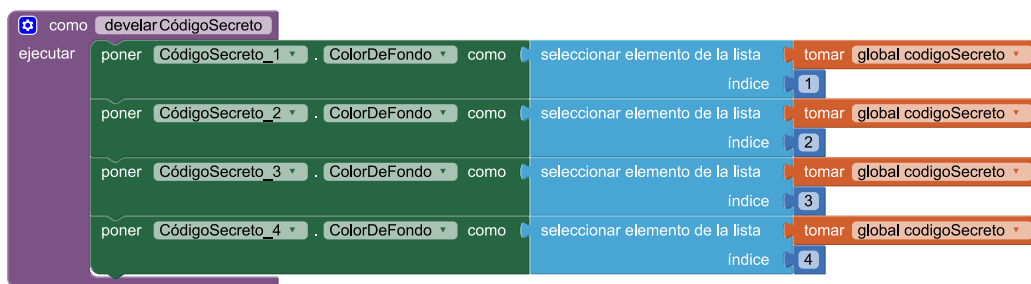 como develarCódigoSecreto
ejecutar poner CódigoSecreto_1 . ColorDeFondo como seleccionar elemento de la lista tomar global codigoSecreto
índice 1
poner CódigoSecreto_2 . ColorDeFondo como seleccionar elemento de la lista tomar global codigoSecreto
índice 2
poner CódigoSecreto_3 . ColorDeFondo como seleccionar elemento de la lista tomar global codigoSecreto
índice 3
poner CódigoSecreto_4 . ColorDeFondo como seleccionar elemento de la lista tomar global codigoSecreto
índice 4